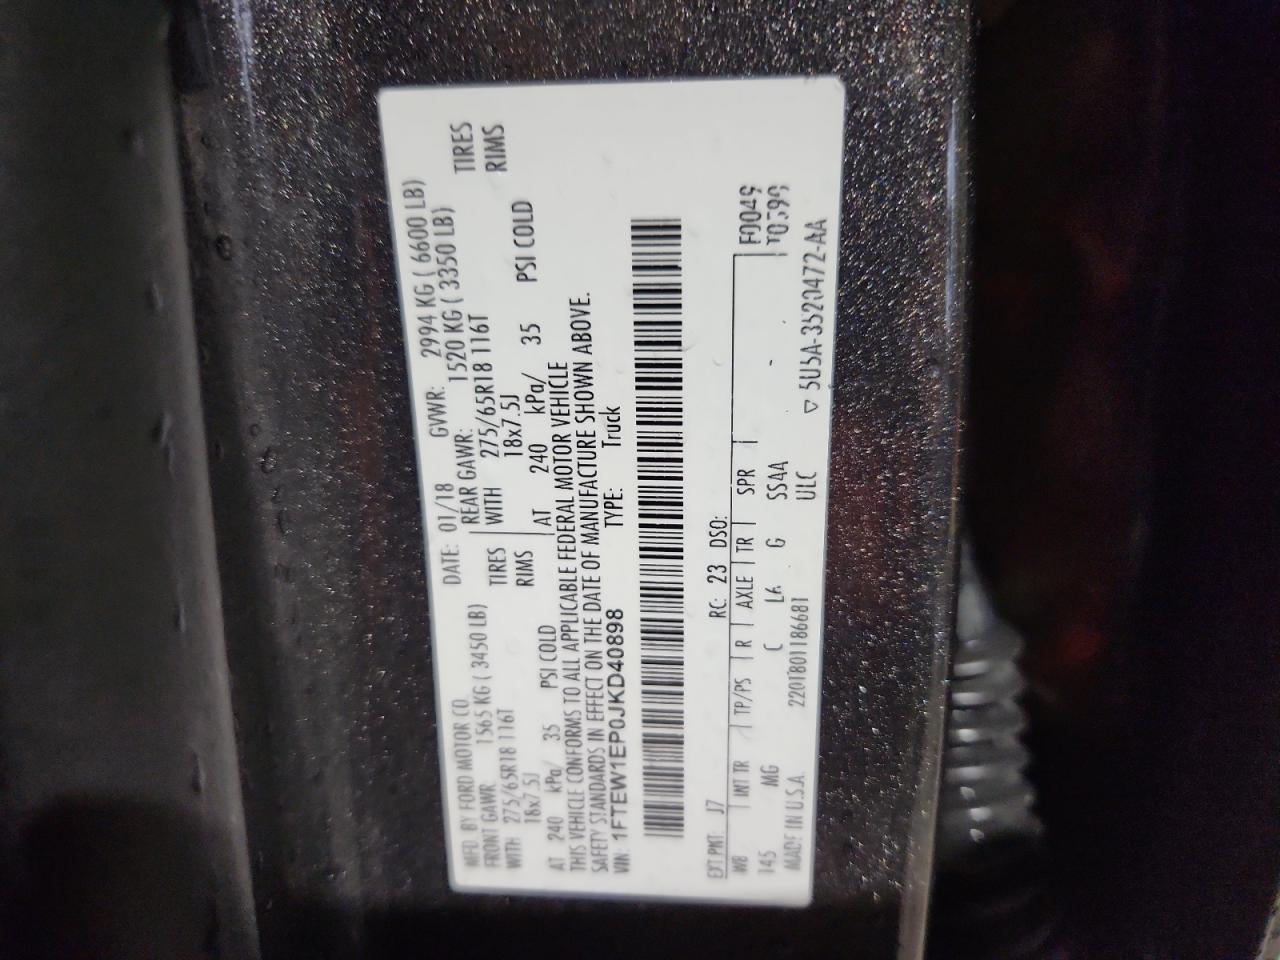 MFD. BY FORD MOTOR CO. DATE: 01/18 GVWR: 2994 KG ( 6600 LB)
FRONT GAWR: 1565 KG ( 3450 LB) REAR GAWR: 1520 KG ( 3350 LB)
WITH 275/65R18 116T TIRES WITH 275/65R18 116T TIRES
18x7.5J RIMS 18x7.5J RIMS
AT 240 kPa/ 35 PSI COLD AT 240 kPa/ 35 PSI COLD
THIS VEHICLE CONFORMS TO ALL APPLICABLE FEDERAL MOTOR VEHICLE
SAFETY STANDARDS IN EFFECT ON THE DATE OF MANUFACTURE SHOWN ABOVE.
VIN: 1FTEW1EP0JKD40898 TYPE: Truck
EXT PNT: J7 RC: 23 DSO:
WB INT TR TP/PS R AXLE TR SPR F0049
145 MG C L6 G SSAA -
MADE IN U.S.A. 2201801186681 ULC ▽ 5U5A-3520472-AA